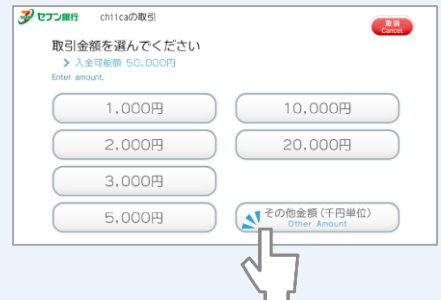 セブン銀行 chiicaの取引
取消
Cancel
取引金額を選んでください
入金可能額 50,000円
Enter amount.
1,000円 10,000円
2,000円 20,000円
3,000円
5,000円 その他金額(千円単位)
Other Amount